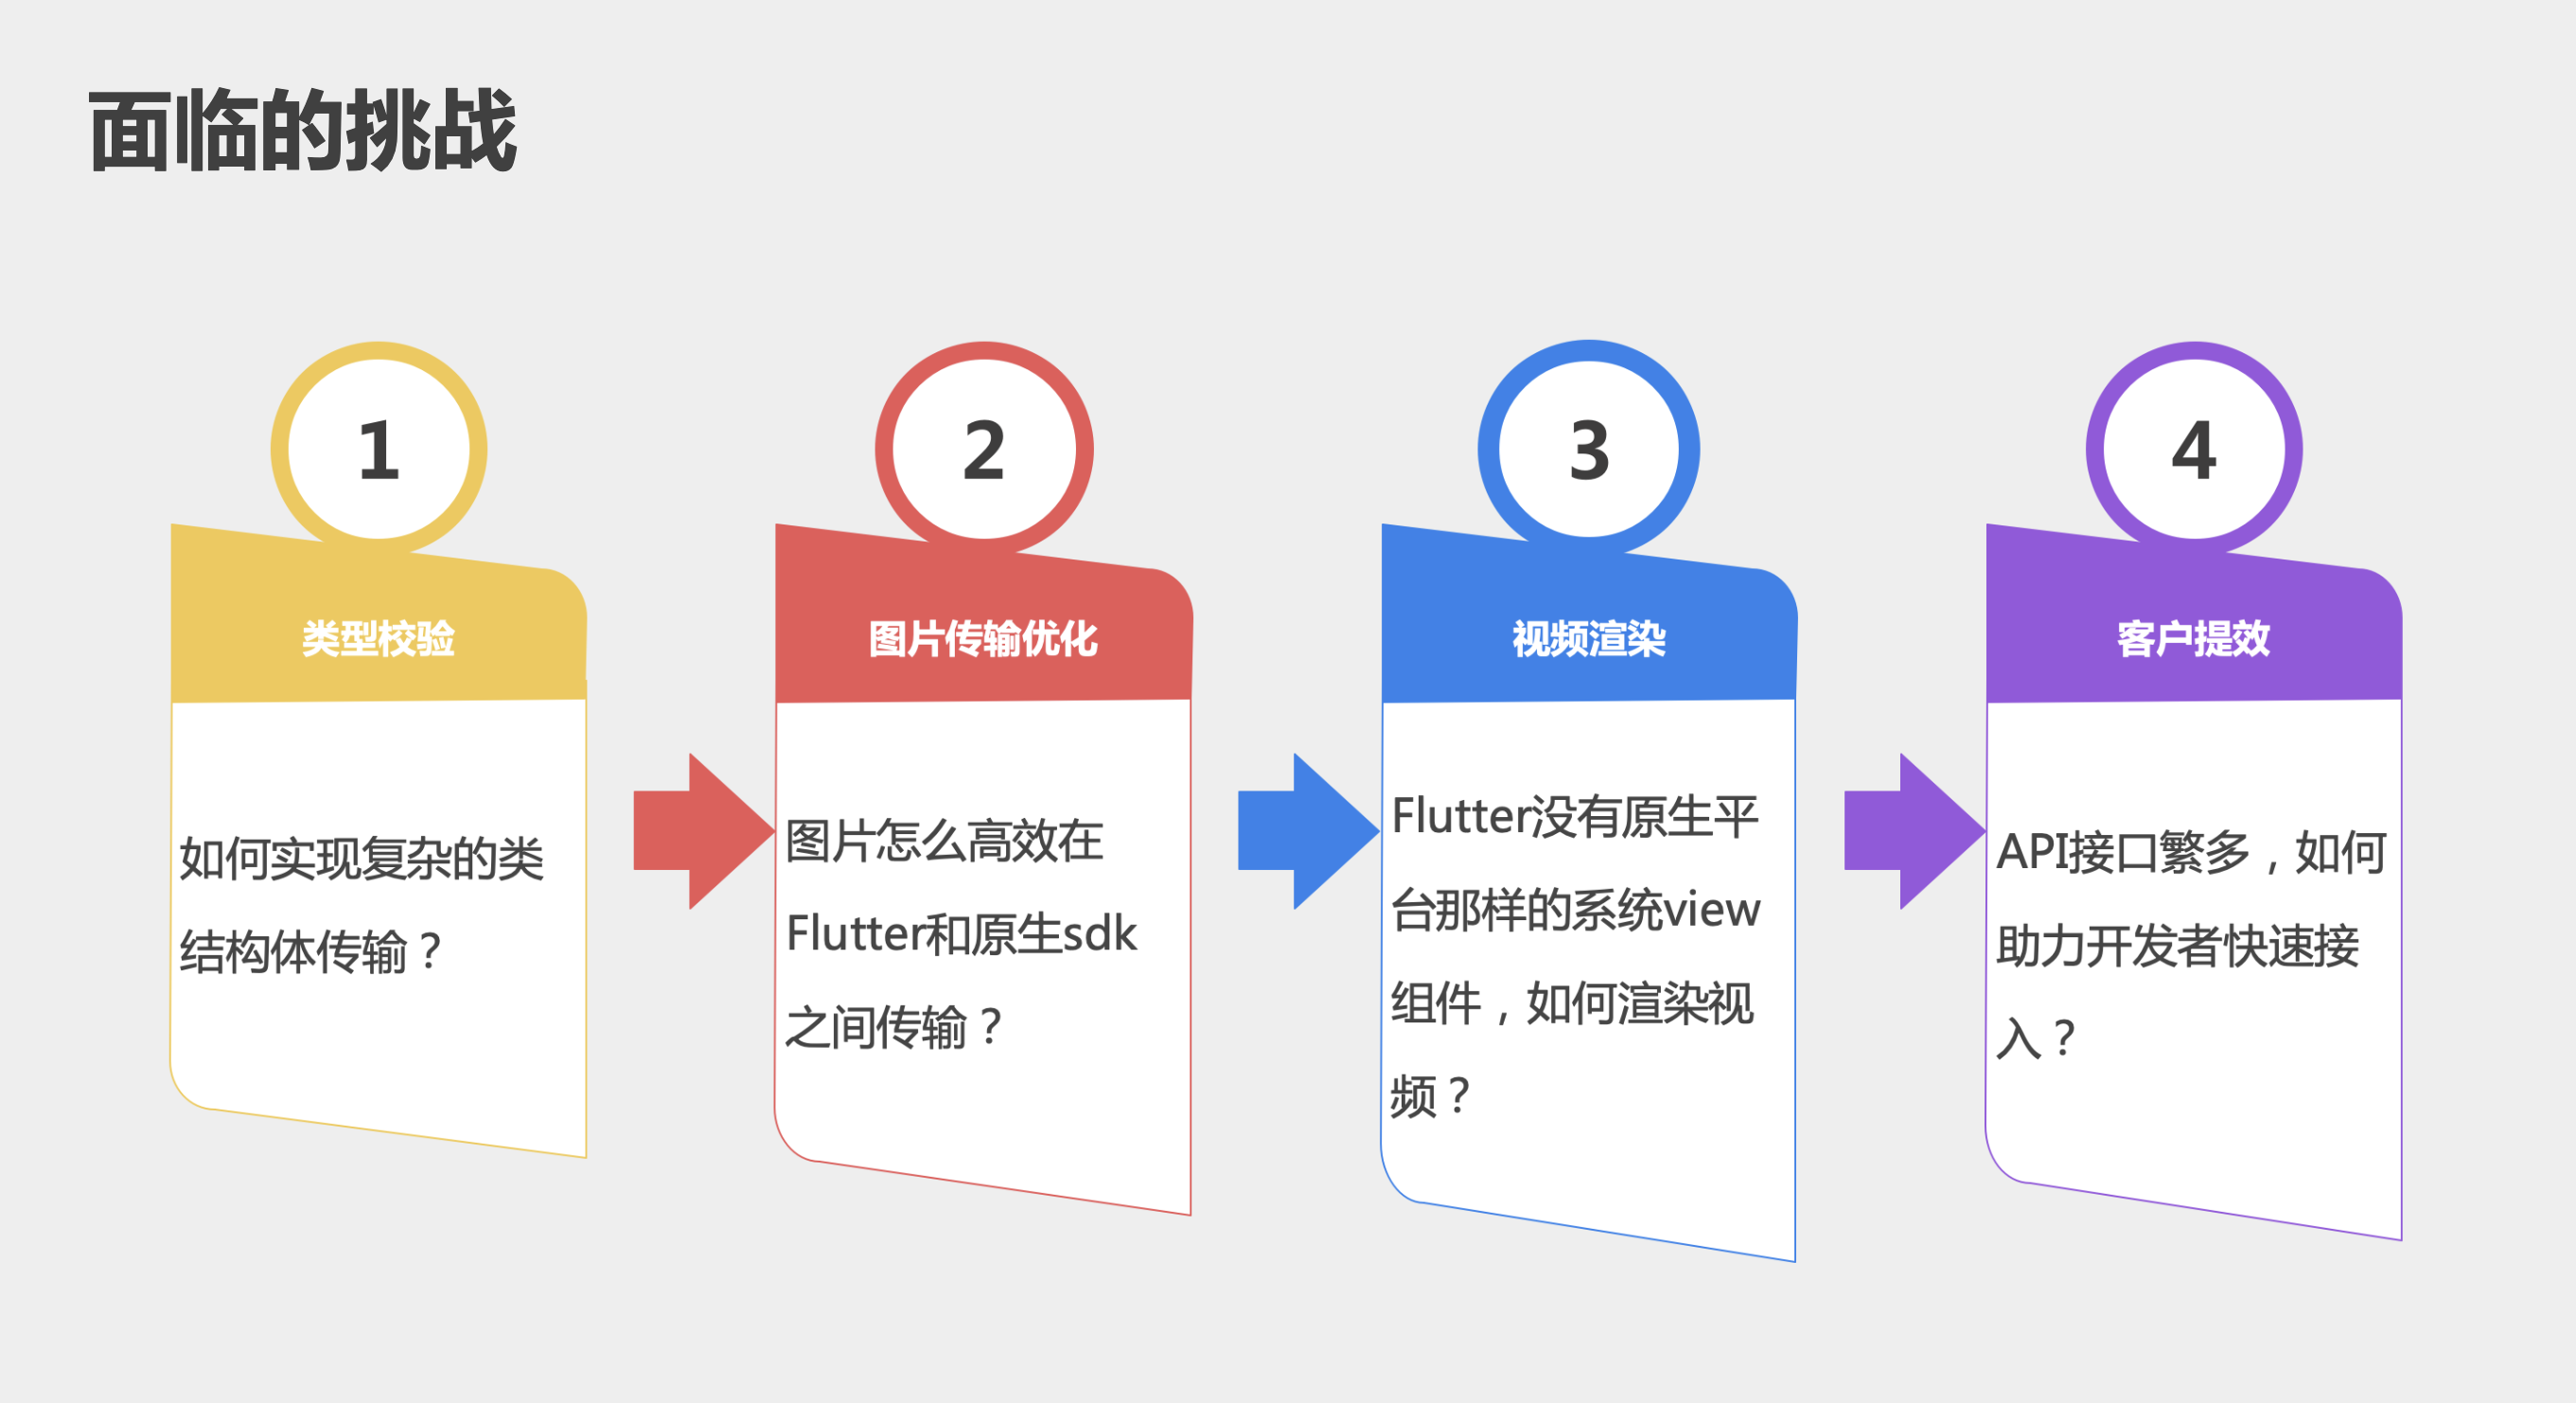 面临的挑战
1
类型校验
如何实现复杂的类
结构体传输？
2
图片传输优化
图片怎么高效在
Flutter和原生sdk
之间传输？
3
视频渲染
Flutter没有原生平
台那样的系统view
组件，如何渲染视
频？
4
客户提效
API接口繁多，如何
助力开发者快速接
入？